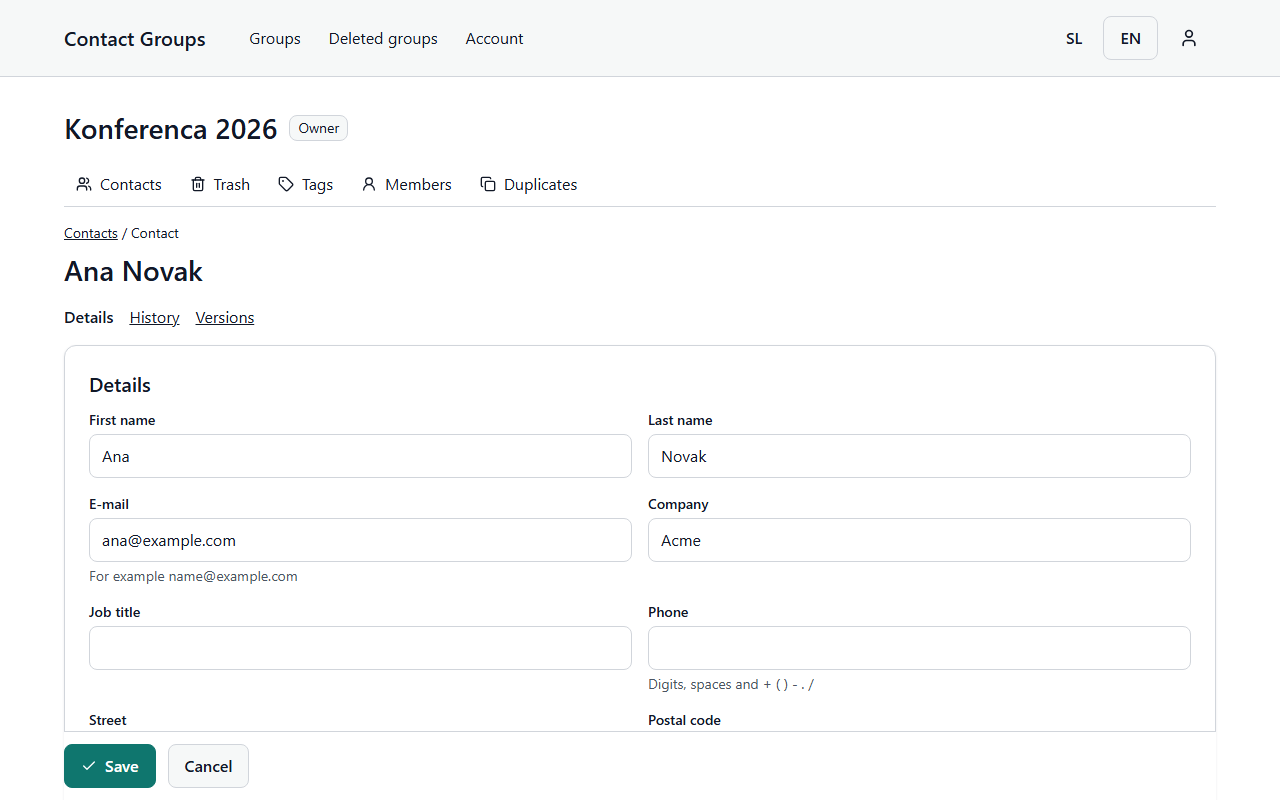 Contact Groups Groups Deleted groups Account SL EN
Konferenca 2026 Owner
Contacts Trash Tags Members Duplicates
Contacts / Contact
Ana Novak
Details History Versions
Details
First name Last name
Ana Novak
E-mail Company
ana@example.com Acme
For example name@example.com
Job title Phone
Digits, spaces and + ( ) - . /
Street Postal code
Save Cancel